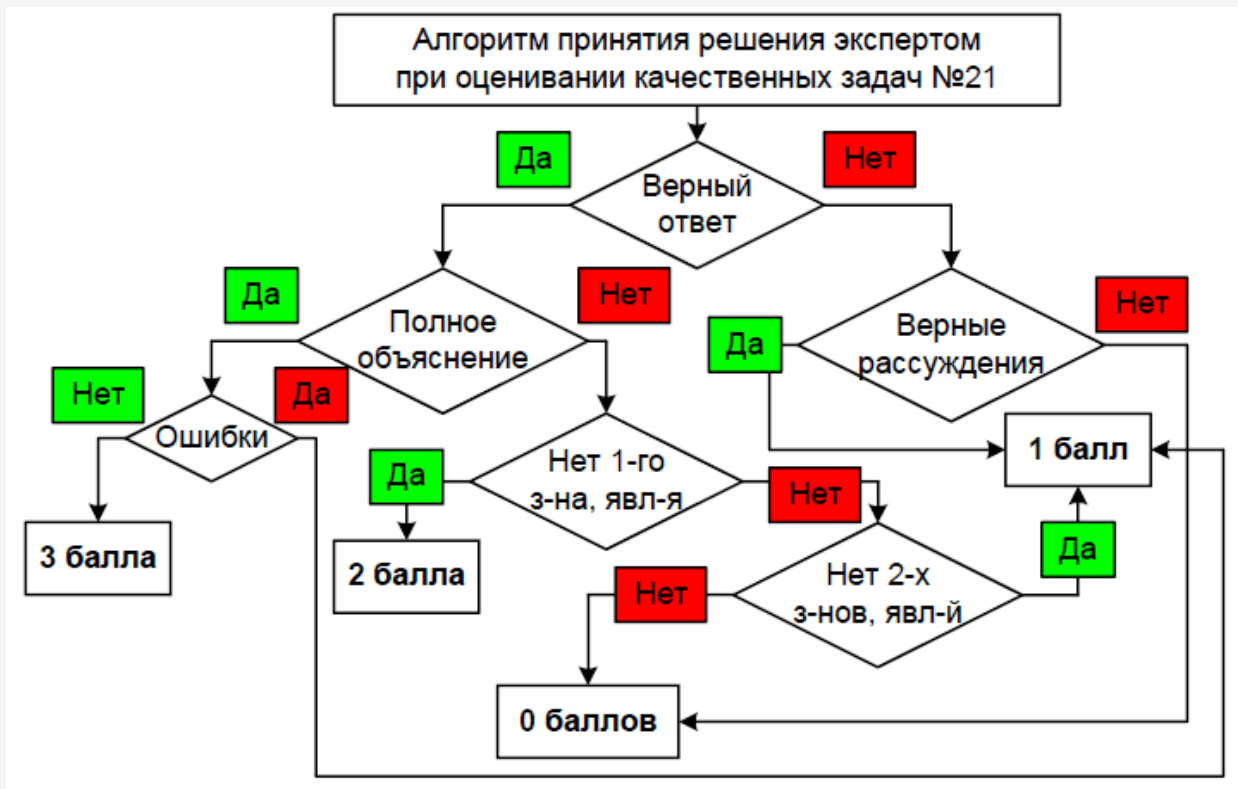 Алгоритм принятия решения экспертом
при оценивании качественных задач №21
Да
Нет
Верный
ответ
Да
Нет
Нет
Полное
объяснение
Да
Верные
рассуждения
Нет
Да
Ошибки
1 балл
Да
Нет 1-го
з-на, явл-я
Нет
3 балла
2 балла
Да
Нет
Нет 2-х
з-нов, явл-й
0 баллов